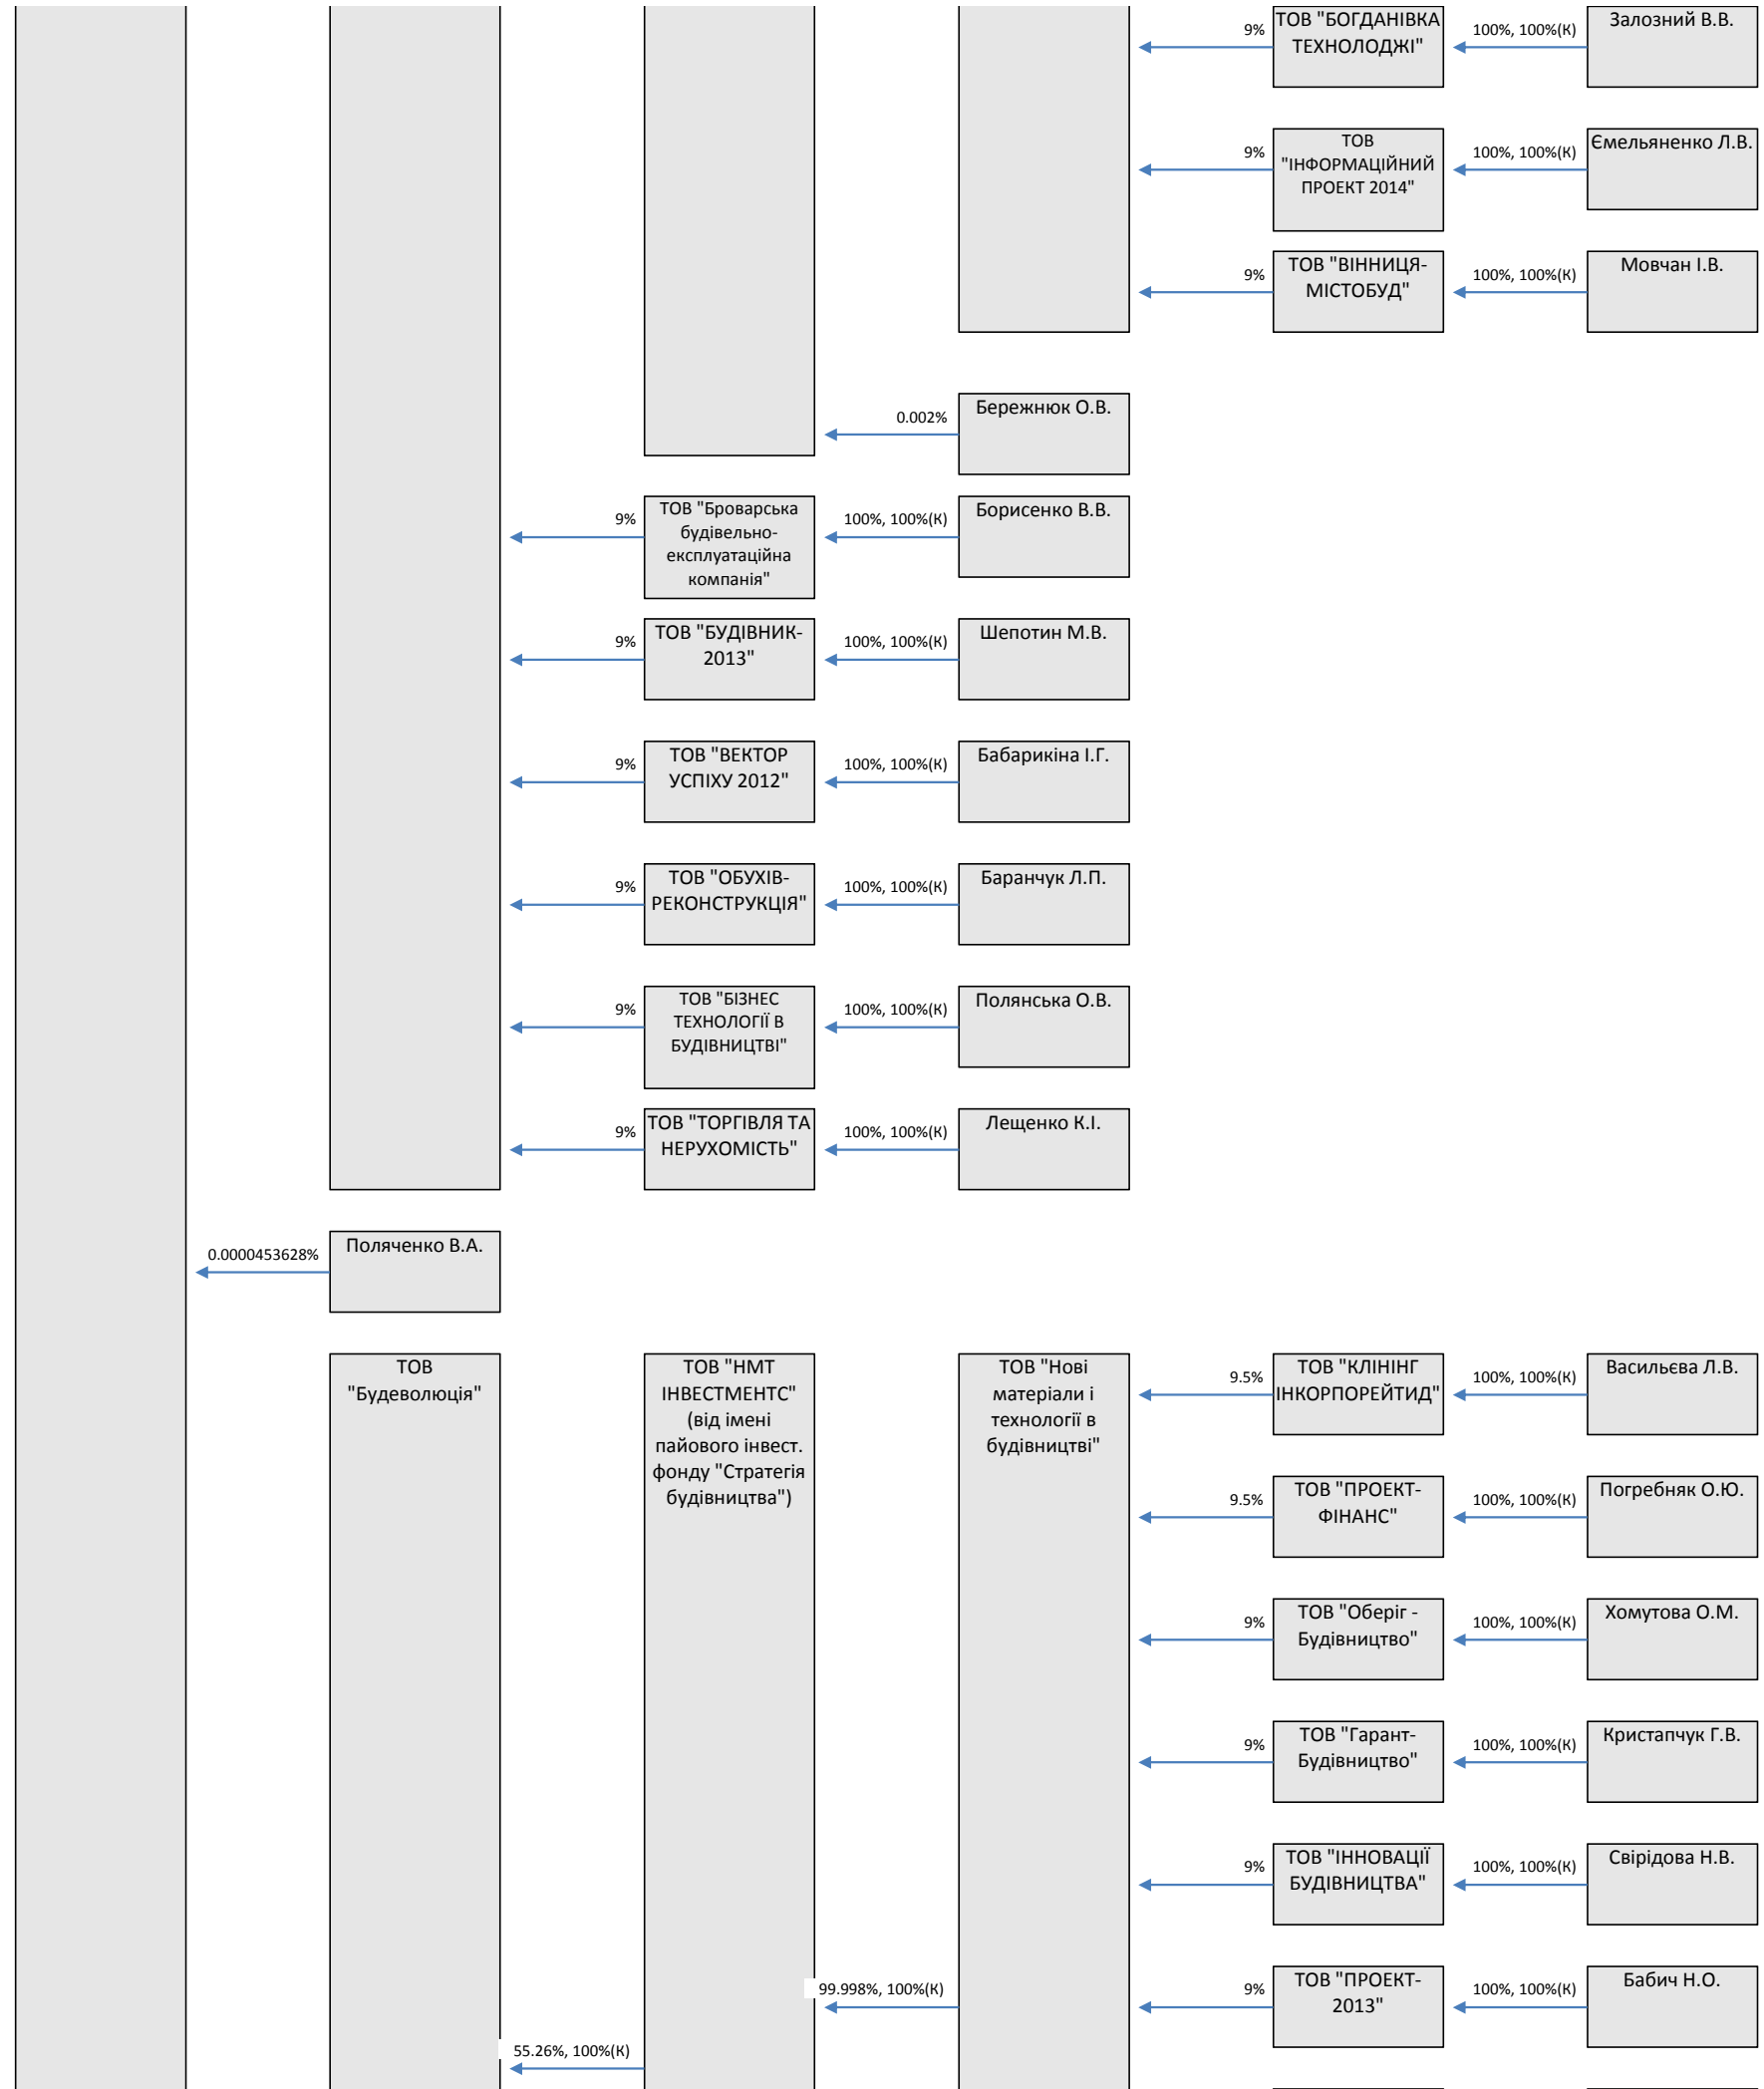 9%
ТОВ "БОГДАНІВКА
ТЕХНОЛОДЖІ"
100%, 100%(К)
Залозний В.В.
9%
ТОВ
"ІНФОРМАЦІЙНИЙ
ПРОЕКТ 2014"
100%, 100%(К)
Ємельяненко Л.В.
9%
ТОВ "ВІННИЦЯ-
МІСТОБУД"
100%, 100%(К)
Мовчан І.В.
0.002%
Бережнюк О.В.
9%
ТОВ "Броварська
будівельно-
експлуатаційна
компанія"
100%, 100%(К)
Борисенко В.В.
9%
ТОВ "БУДІВНИК-
2013"
100%, 100%(К)
Шепотин М.В.
9%
ТОВ "ВЕКТОР
УСПІХУ 2012"
100%, 100%(К)
Бабарикіна І.Г.
9%
ТОВ "ОБУХІВ-
РЕКОНСТРУКЦІЯ"
100%, 100%(К)
Баранчук Л.П.
9%
ТОВ "БІЗНЕС
ТЕХНОЛОГІЇ В
БУДІВНИЦТВІ"
100%, 100%(К)
Полянська О.В.
9%
ТОВ "ТОРГІВЛЯ ТА
НЕРУХОМІСТЬ"
100%, 100%(К)
Лещенко К.І.
0.0000453628%
Поляченко В.А.
ТОВ
"Будеволюція"
ТОВ "НМТ
ІНВЕСТМЕНТС"
(від імені
пайового інвест.
фонду "Стратегія
будівництва")
ТОВ "Нові
матеріали і
технології в
будівництві"
9.5%
ТОВ "КЛІНІНГ
ІНКОРПОРЕЙТИД"
100%, 100%(К)
Васильєва Л.В.
9.5%
ТОВ "ПРОЕКТ-
ФІНАНС"
100%, 100%(К)
Погребняк О.Ю.
9%
ТОВ "Оберіг -
Будівництво"
100%, 100%(К)
Хомутова О.М.
9%
ТОВ "Гарант-
Будівництво"
100%, 100%(К)
Кристапчук Г.В.
9%
ТОВ "ІННОВАЦІЇ
БУДІВНИЦТВА"
100%, 100%(К)
Свірідова Н.В.
99.998%, 100%(К)
9%
ТОВ "ПРОЕКТ-
2013"
100%, 100%(К)
Бабич Н.О.
55.26%, 100%(К)